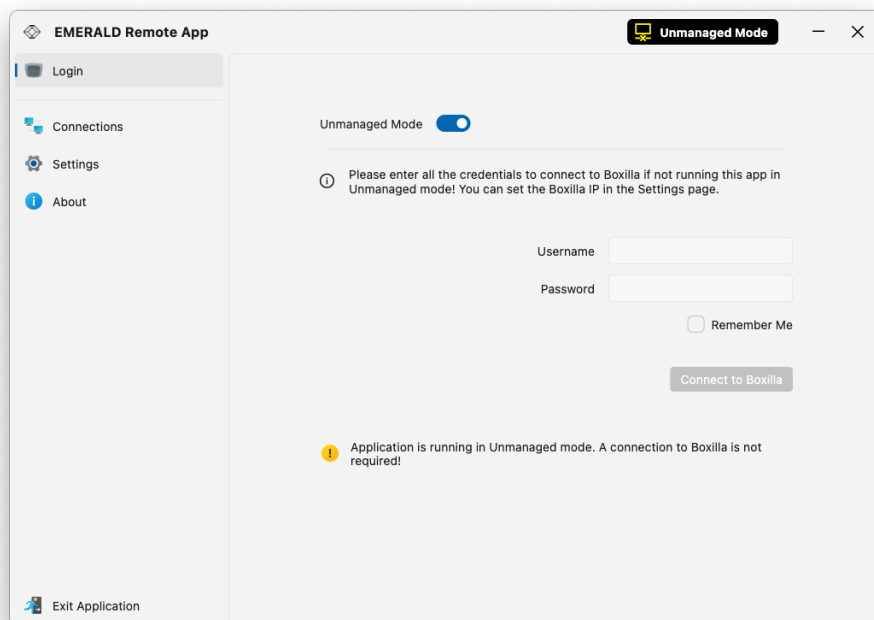 EMERALD Remote App
Unmanaged Mode
Login
Connections
Settings
About
Exit Application
Unmanaged Mode
Please enter all the credentials to connect to Boxilla if not running this app in
Unmanaged mode! You can set the Boxilla IP in the Settings page.
Username
Password
Remember Me
Connect to Boxilla
Application is running in Unmanaged mode. A connection to Boxilla is not
required!